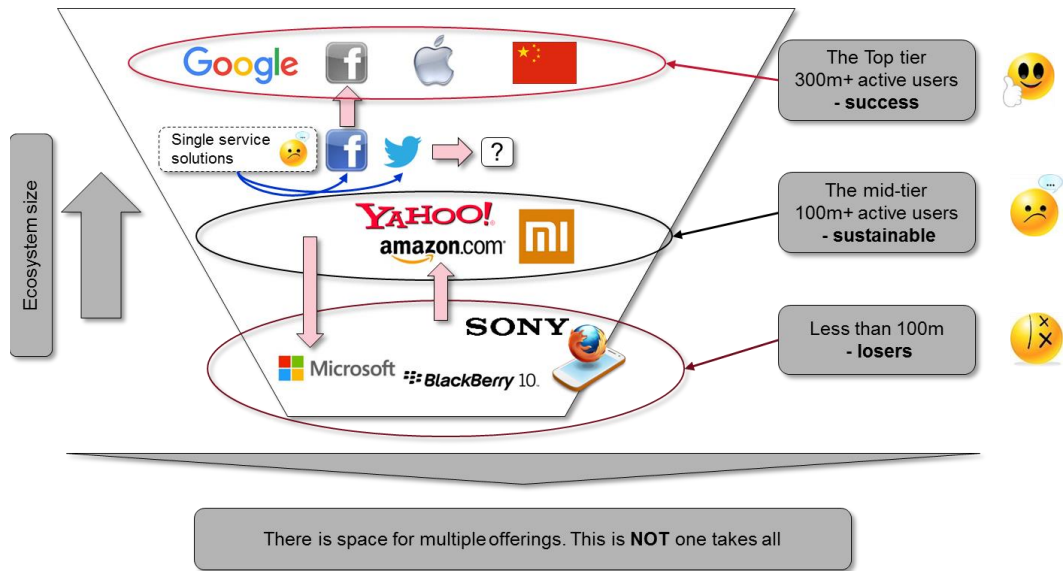 Google
f
The Top tier
300m+ active users
- success
Single service
solutions
...
f
?
Ecosystem size
YAHOO!
amazon.com
mi
The mid-tier
100m+ active users
- sustainable
...
SONY
Microsoft
BlackBerry 10
Less than 100m
- losers
x
x
There is space for multiple offerings. This is NOT one takes all